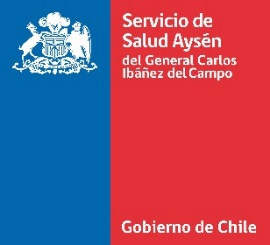 Servicio de
Salud Aysén
del General Carlos
Ibáñez del Campo
Gobierno de Chile